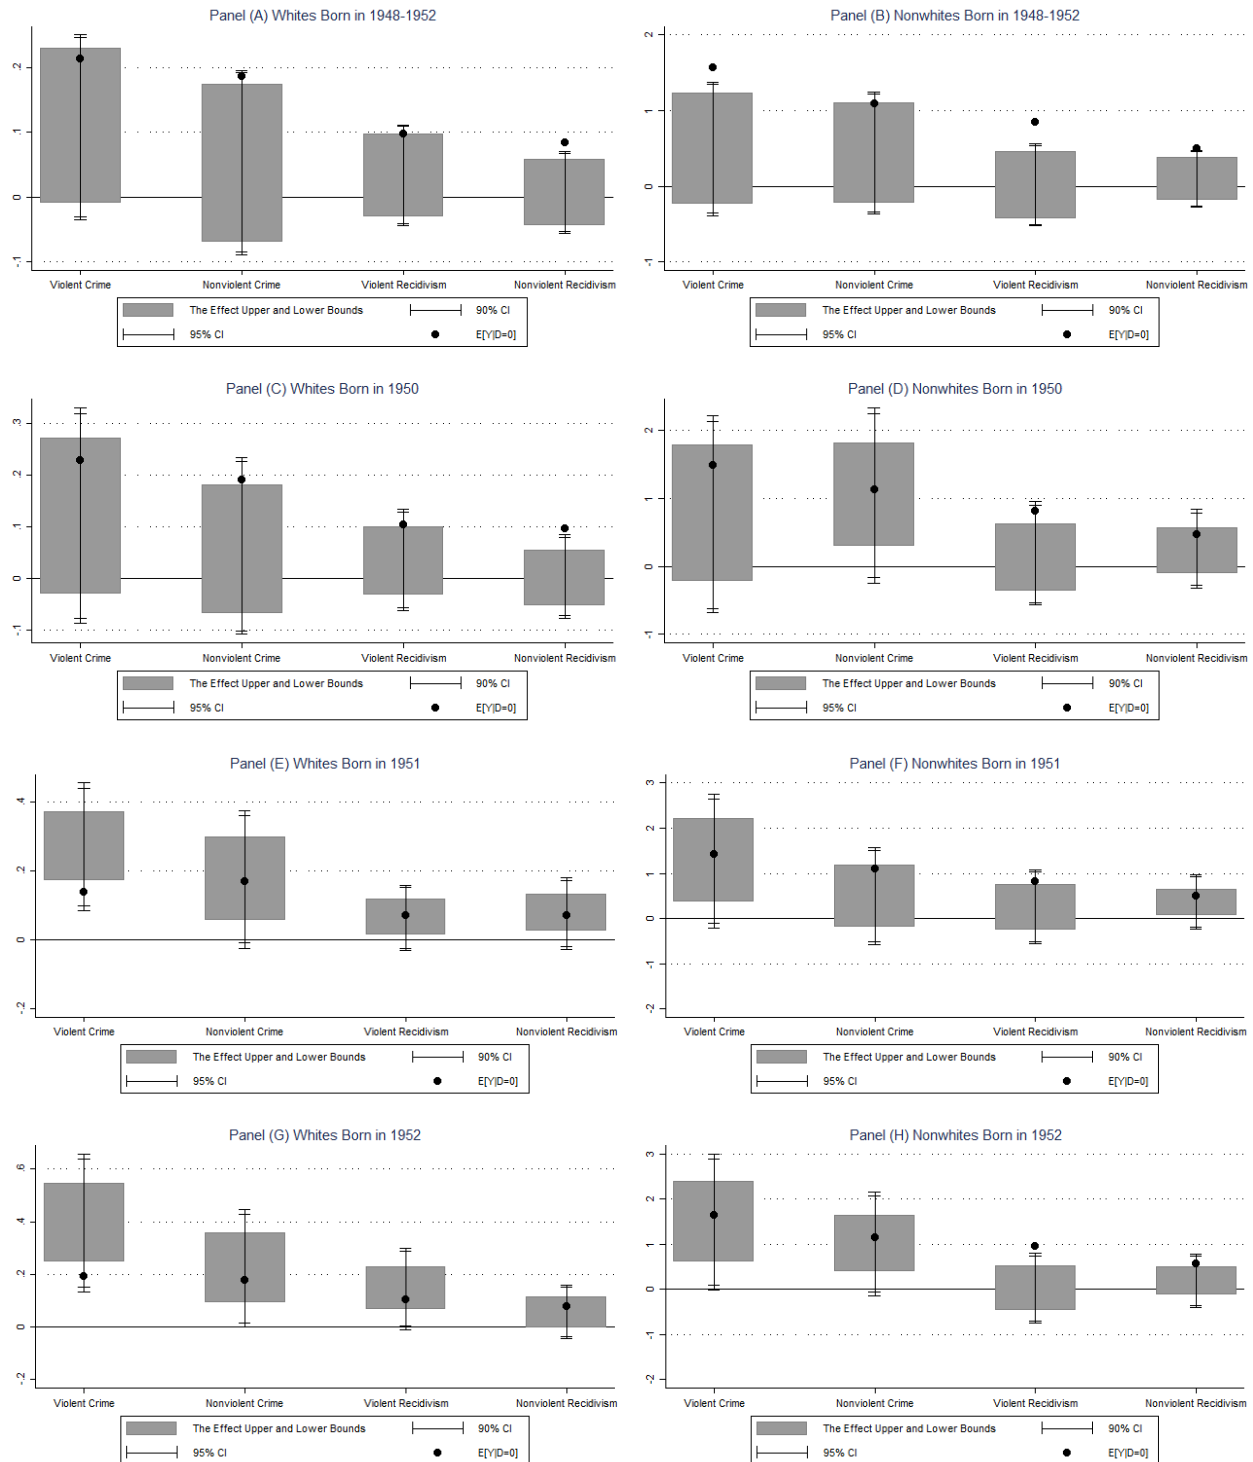 Panel (A) Whites Born in 1948-1952
.2
.1
0
-.1
Violent Crime Nonviolent Crime Violent Recidivism Nonviolent Recidivism
The Effect Upper and Lower Bounds 90% CI
95% CI E[Y|D=0]
Panel (B) Nonwhites Born in 1948-1952
2
1
0
-1
Violent Crime Nonviolent Crime Violent Recidivism Nonviolent Recidivism
The Effect Upper and Lower Bounds 90% CI
95% CI E[Y|D=0]
Panel (C) Whites Born in 1950
.3
.2
.1
0
-.1
Violent Crime Nonviolent Crime Violent Recidivism Nonviolent Recidivism
The Effect Upper and Lower Bounds 90% CI
95% CI E[Y|D=0]
Panel (D) Nonwhites Born in 1950
2
1
0
-1
Violent Crime Nonviolent Crime Violent Recidivism Nonviolent Recidivism
The Effect Upper and Lower Bounds 90% CI
95% CI E[Y|D=0]
Panel (E) Whites Born in 1951
.4
.2
0
-.2
Violent Crime Nonviolent Crime Violent Recidivism Nonviolent Recidivism
The Effect Upper and Lower Bounds 90% CI
95% CI E[Y|D=0]
Panel (F) Nonwhites Born in 1951
3
2
1
0
-1
-2
Violent Crime Nonviolent Crime Violent Recidivism Nonviolent Recidivism
The Effect Upper and Lower Bounds 90% CI
95% CI E[Y|D=0]
Panel (G) Whites Born in 1952
.6
.4
.2
0
-.2
Violent Crime Nonviolent Crime Violent Recidivism Nonviolent Recidivism
The Effect Upper and Lower Bounds 90% CI
95% CI E[Y|D=0]
Panel (H) Nonwhites Born in 1952
3
2
1
0
-1
-2
Violent Crime Nonviolent Crime Violent Recidivism Nonviolent Recidivism
The Effect Upper and Lower Bounds 90% CI
95% CI E[Y|D=0]